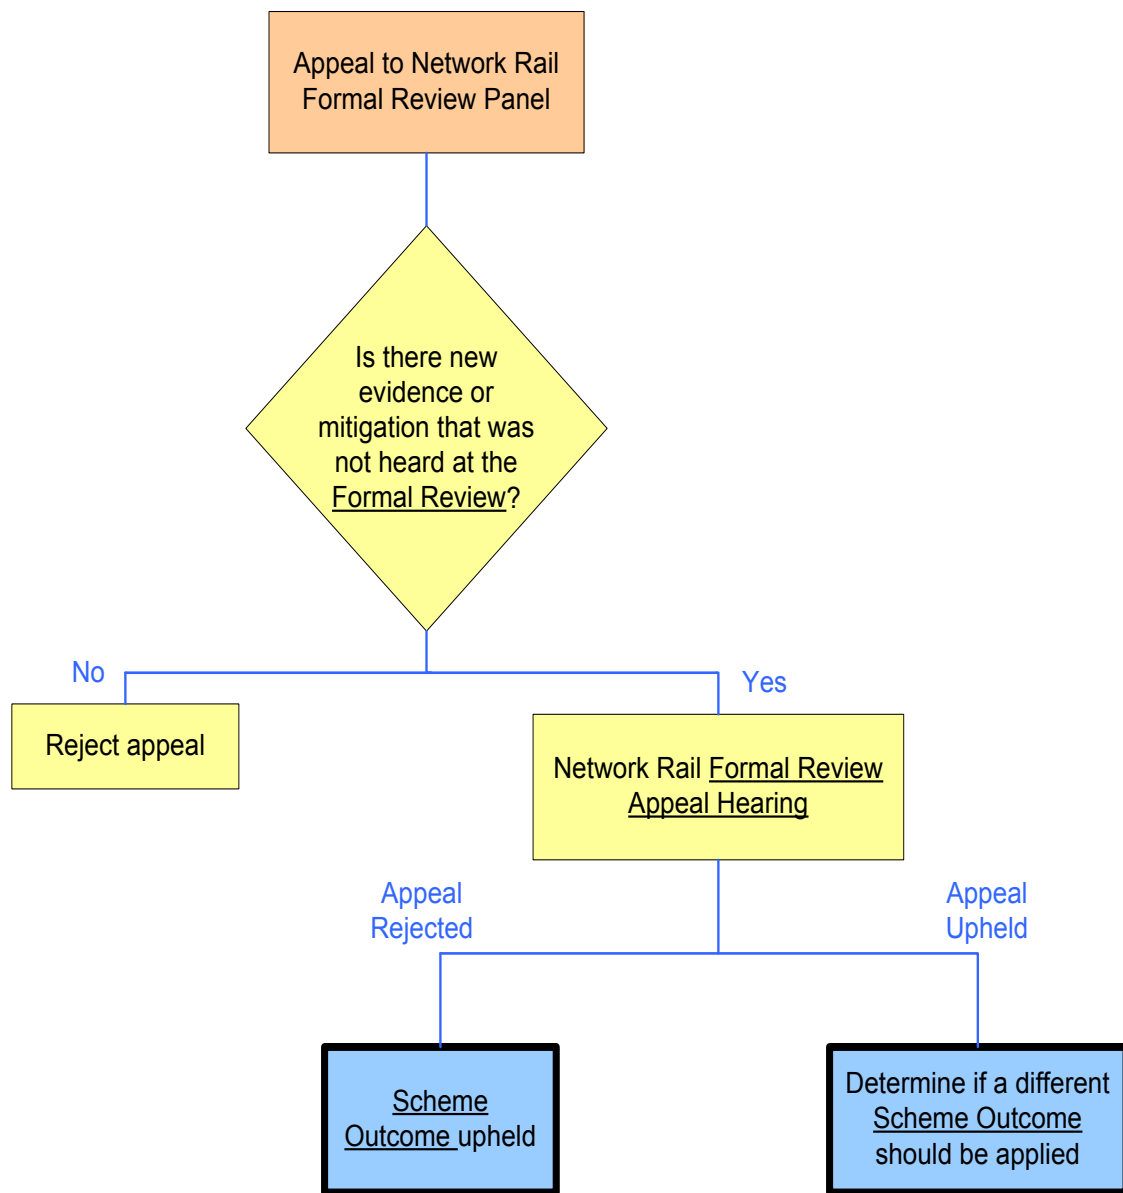 Appeal to Network Rail
Formal Review Panel
Is there new
evidence or
mitigation that was
not heard at the
Formal Review?
No
Yes
Reject appeal
Network Rail Formal Review
Appeal Hearing
Appeal
Rejected
Appeal
Upheld
Scheme
Outcome upheld
Determine if a different
Scheme Outcome
should be applied